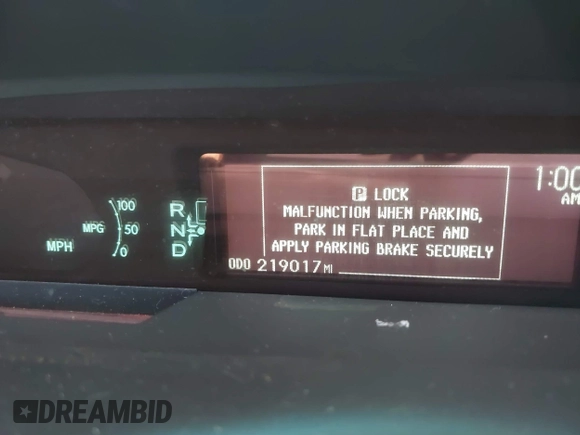 100
R
MPG
50
N
MPH
0
D
1:00
AM
P LOCK
MALFUNCTION WHEN PARKING,
PARK IN FLAT PLACE AND
APPLY PARKING BRAKE SECURELY
ODO 219017 MI
DREAMBID